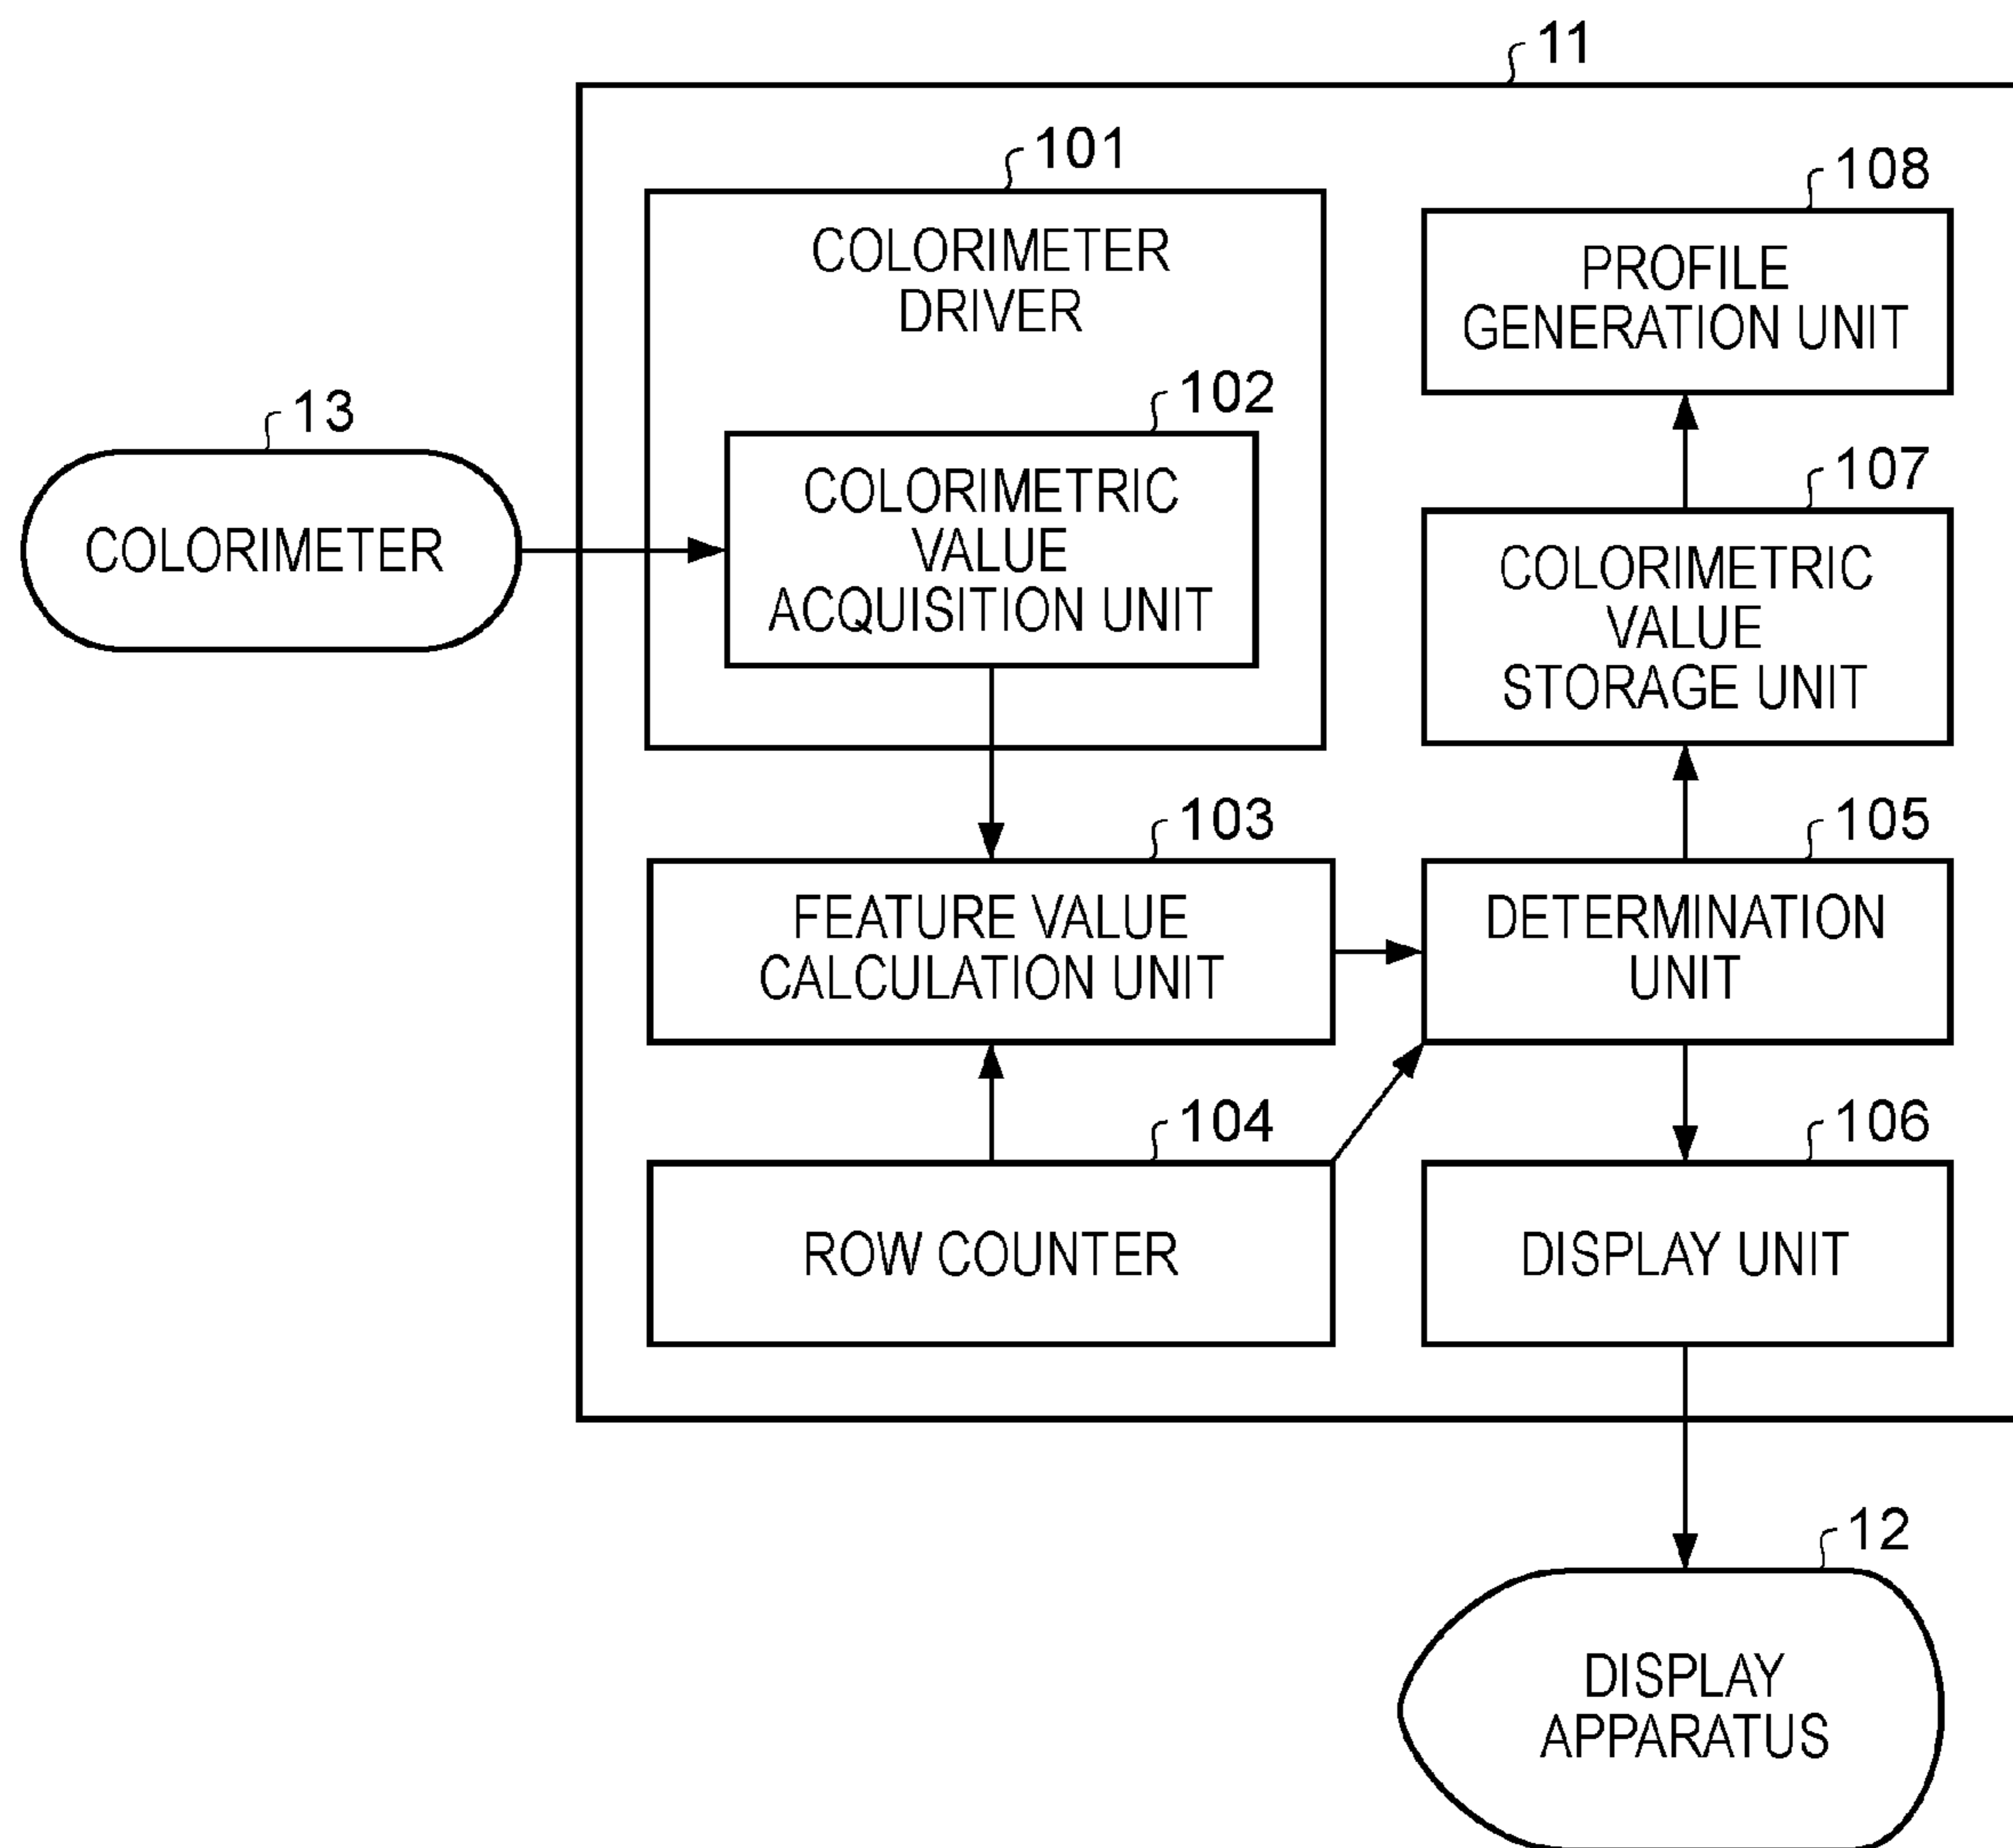 11
101
COLORIMETER
DRIVER
102
COLORIMETRIC
VALUE
ACQUISITION UNIT
13
COLORIMETER
103
FEATURE VALUE
CALCULATION UNIT
104
ROW COUNTER
108
PROFILE
GENERATION UNIT
107
COLORIMETRIC
VALUE
STORAGE UNIT
105
DETERMINATION
UNIT
106
DISPLAY UNIT
12
DISPLAY
APPARATUS